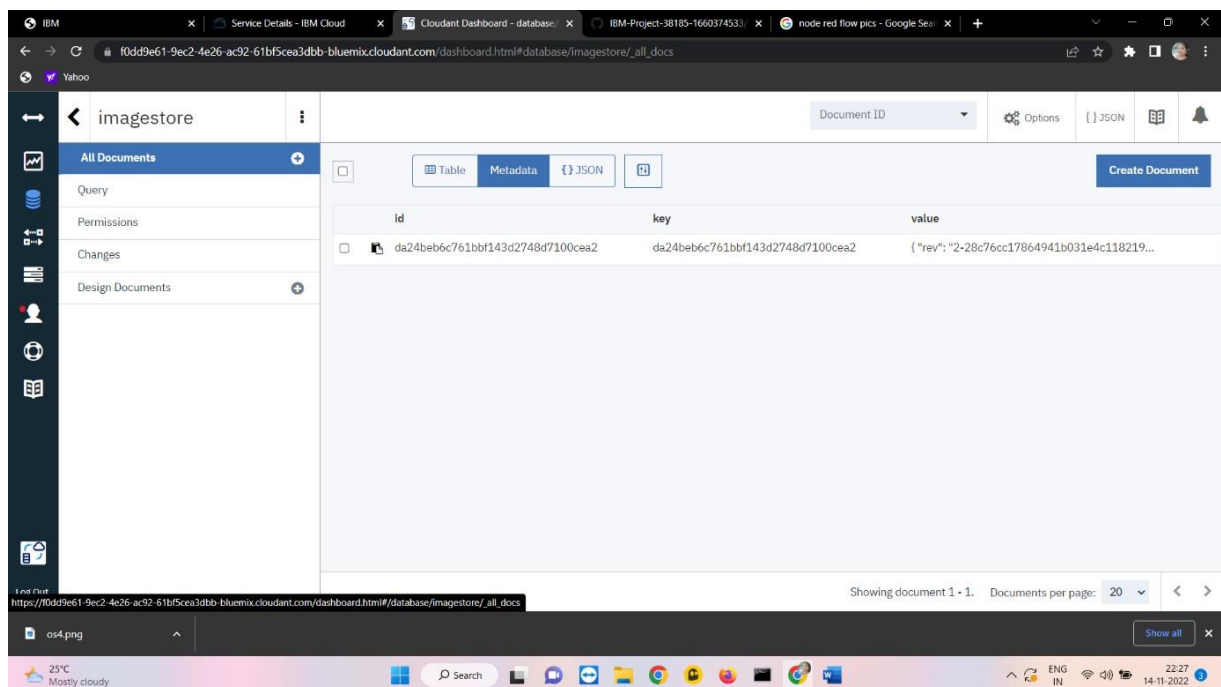 IBM
Service Details - IBM Cloud
Cloudant Dashboard - database/
IBM-Project-38185-1660374533/
node red flow pics - Google Sear
f0dd9e61-9ec2-4e26-ac92-61bf5cea3dbb-bluemix.cloudant.com/dashboard.html#database/imagestore/_all_docs
Yahoo
imagestore
Document ID
Options
{ } JSON
All Documents
Table
Metadata
{ } JSON
Create Document
Query
Permissions
Changes
Design Documents
id key value
da24beb6c761bbf143d2748d7100cea2 da24beb6c761bbf143d2748d7100cea2 { "rev": "2-28c76cc17864941b031e4c118219...
Log Out
Showing document 1 - 1. Documents per page: 20
https://f0dd9e61-9ec2-4e26-ac92-61bf5cea3dbb-bluemix.cloudant.com/dashboard.html#/database/imagestore/_all_docs
os4.png
Show all
25°C
Mostly cloudy
Search
ENG
IN
22:27
14-11-2022
3